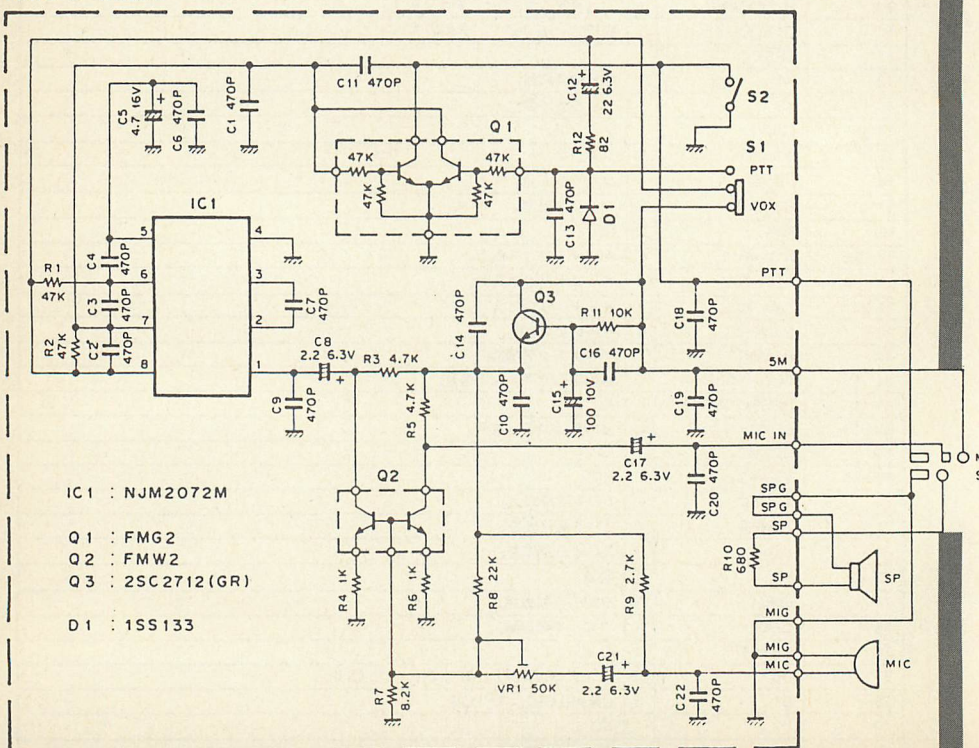 C11 470P
C12
22 6.3V
S2
C5
4.7 16V
C6 470P
C1 470P
Q1
R12
82
S1
47K
47K
47K
47K
PTT
VOX
C13 470P
D1
IC1
5
4
6
3
7
2
8
1
C4
470P
R1
47K
C3
470P
R2
47K
C2
470P
C7
470P
PTT
C14 470P
Q3
R11 10K
C18
470P
C8
2.2 6.3V
R3 4.7K
C16 470P
5M
C9
470P
R5 4.7K
C10 470P
C15
100 10V
C19
470P
MIC IN
C17
2.2 6.3V
C20
470P
Q2
SPG
SPG
SP
R10
680
SP
SP
R4 1K
R6 1K
R8 22K
R9 2.7K
MIG
MIG
MIC
MIC
R7
8.2K
VR1 50K
C21
2.2 6.3V
C22
470P
IC1 : NJM2072M
Q1 : FMG2
Q2 : FMW2
Q3 : 2SC2712(GR)
D1 : 1SS133